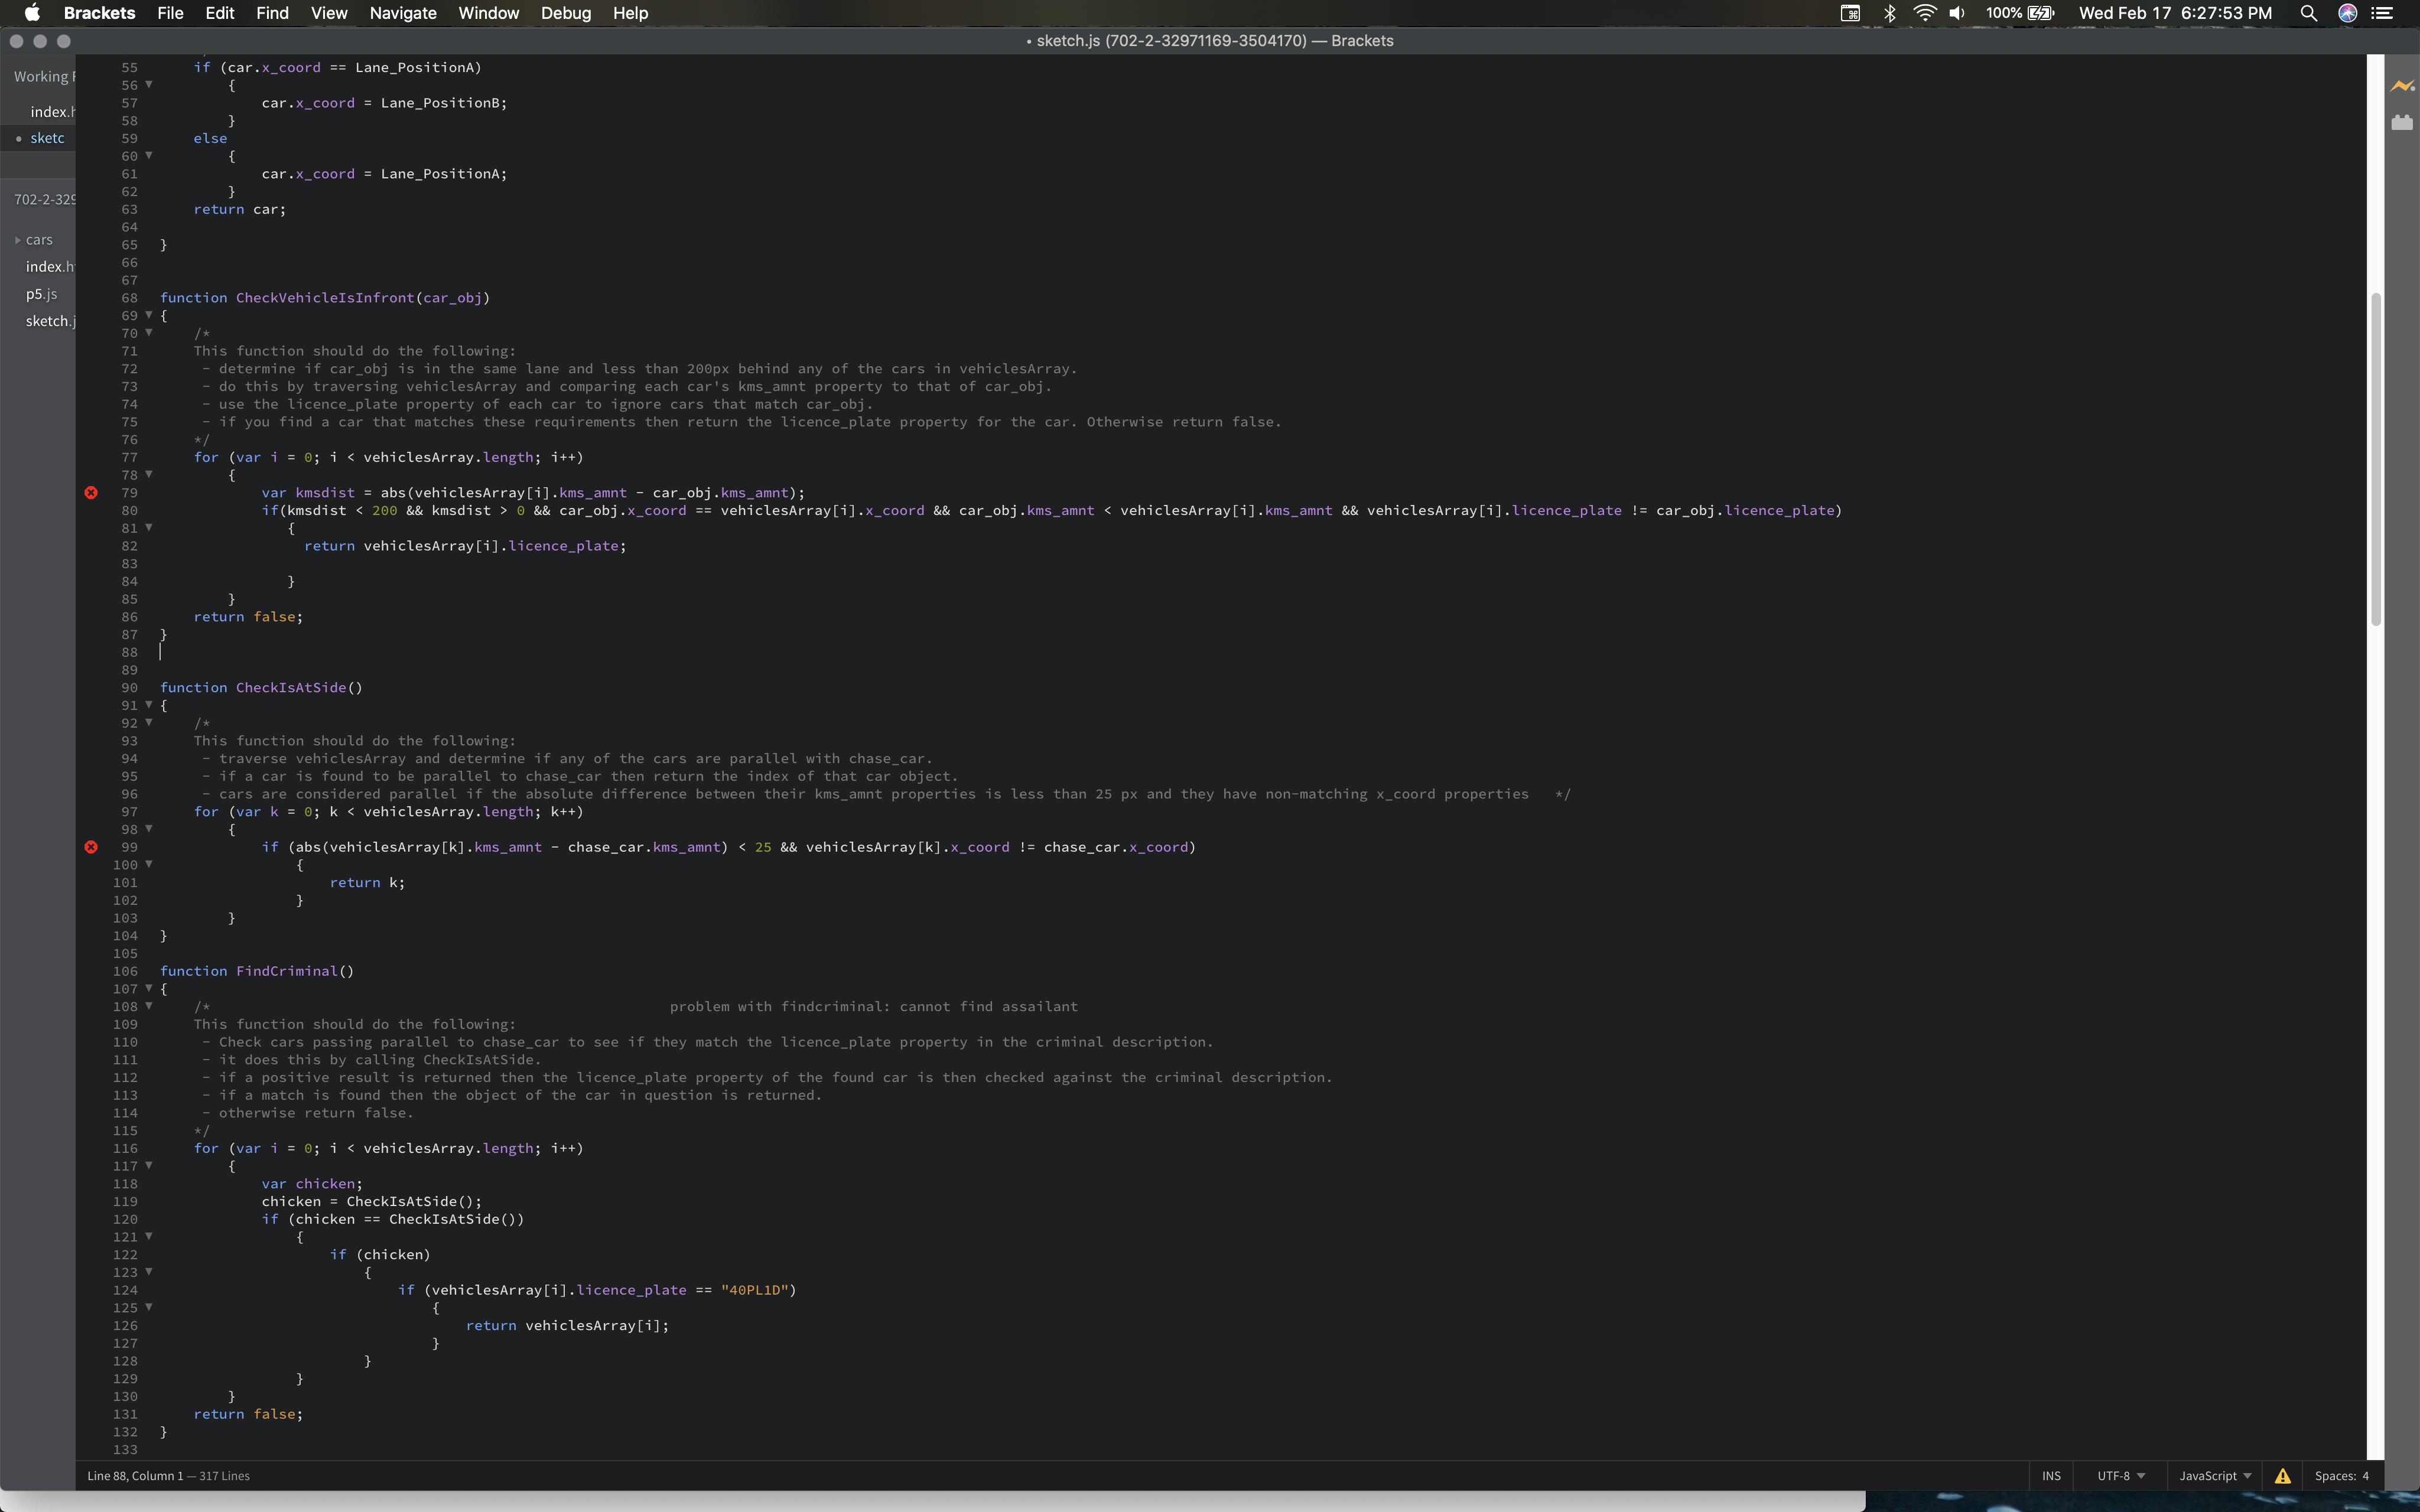 Brackets File Edit Find View Navigate Window Debug Help 100% Wed Feb 17 6:27:53 PM
• sketch.js (702-2-32971169-3504170) — Brackets
Working F
index.h
sketc
702-2-329
cars
index.ht
p5.js
sketch.j
55 if (car.x_coord == Lane_PositionA)
56 {
57 car.x_coord = Lane_PositionB;
58 }
59 else
60 {
61 car.x_coord = Lane_PositionA;
62 }
63 return car;
64
65 }
66
67
68 function CheckVehicleIsInfront(car_obj)
69 {
70 /*
71 This function should do the following:
72 - determine if car_obj is in the same lane and less than 200px behind any of the cars in vehiclesArray.
73 - do this by traversing vehiclesArray and comparing each car's kms_amnt property to that of car_obj.
74 - use the licence_plate property of each car to ignore cars that match car_obj.
75 - if you find a car that matches these requirements then return the licence_plate property for the car. Otherwise return false.
76 */
77 for (var i = 0; i < vehiclesArray.length; i++)
78 {
79 var kmsdist = abs(vehiclesArray[i].kms_amnt - car_obj.kms_amnt);
80 if(kmsdist < 200 && kmsdist > 0 && car_obj.x_coord == vehiclesArray[i].x_coord && car_obj.kms_amnt < vehiclesArray[i].kms_amnt && vehiclesArray[i].licence_plate != car_obj.licence_plate)
81 {
82 return vehiclesArray[i].licence_plate;
83
84 }
85 }
86 return false;
87 }
88
89
90 function CheckIsAtSide()
91 {
92 /*
93 This function should do the following:
94 - traverse vehiclesArray and determine if any of the cars are parallel with chase_car.
95 - if a car is found to be parallel to chase_car then return the index of that car object.
96 - cars are considered parallel if the absolute difference between their kms_amnt properties is less than 25 px and they have non-matching x_coord properties */
97 for (var k = 0; k < vehiclesArray.length; k++)
98 {
99 if (abs(vehiclesArray[k].kms_amnt - chase_car.kms_amnt) < 25 && vehiclesArray[k].x_coord != chase_car.x_coord)
100 {
101 return k;
102 }
103 }
104 }
105
106 function FindCriminal()
107 {
108 /* problem with findcriminal: cannot find assailant
109 This function should do the following:
110 - Check cars passing parallel to chase_car to see if they match the licence_plate property in the criminal description.
111 - it does this by calling CheckIsAtSide.
112 - if a positive result is returned then the licence_plate property of the found car is then checked against the criminal description.
113 - if a match is found then the object of the car in question is returned.
114 - otherwise return false.
115 */
116 for (var i = 0; i < vehiclesArray.length; i++)
117 {
118 var chicken;
119 chicken = CheckIsAtSide();
120 if (chicken == CheckIsAtSide())
121 {
122 if (chicken)
123 {
124 if (vehiclesArray[i].licence_plate == "40PL1D")
125 {
126 return vehiclesArray[i];
127 }
128 }
129 }
130 }
131 return false;
132 }
133
Line 88, Column 1 — 317 Lines INS UTF-8 JavaScript Spaces: 4